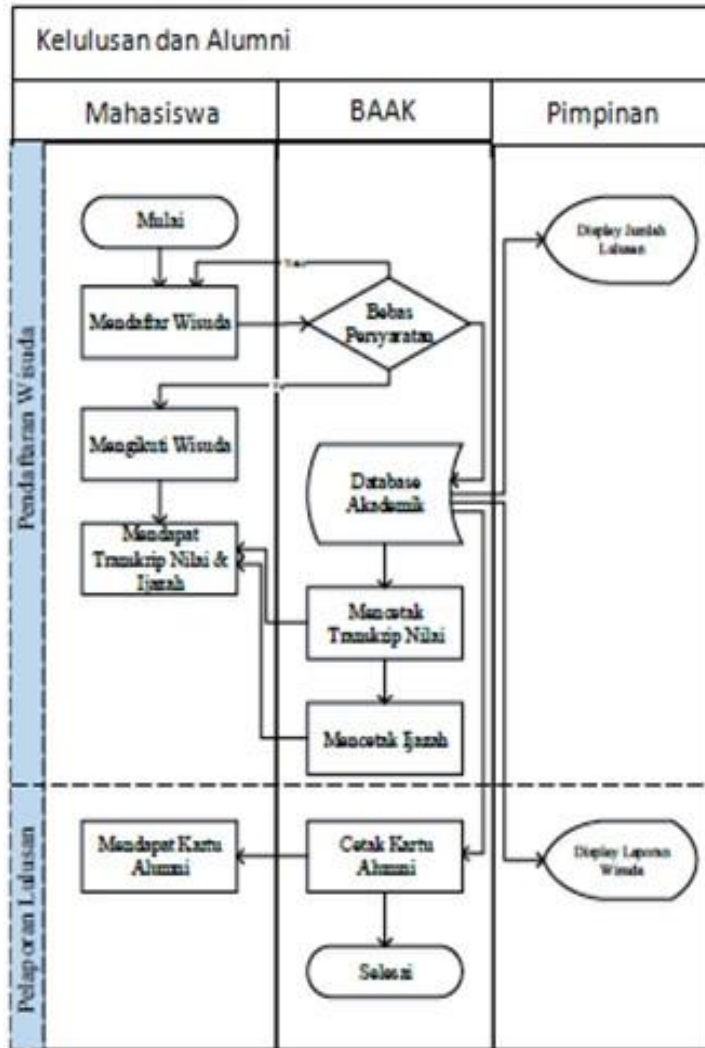 Kelulusan dan Alumni
Mahasiswa
BAAK
Pimpinan
Pendaftaran Wisuda
Mulai
Display Jumlah
Lulusan
Mendaftar Wisuda
Bebas
Persyaratan
Mengikuti Wisuda
Database
Akademik
Mendapat
Transkrip Nilai &
Ijazah
Mencetak
Transkrip Nilai
Mencetak Ijazah
Pelaporan Lulusan
Mendapat Kartu
Alumni
Cetak Kartu
Alumni
Display Laporan
Wisuda
Selesai